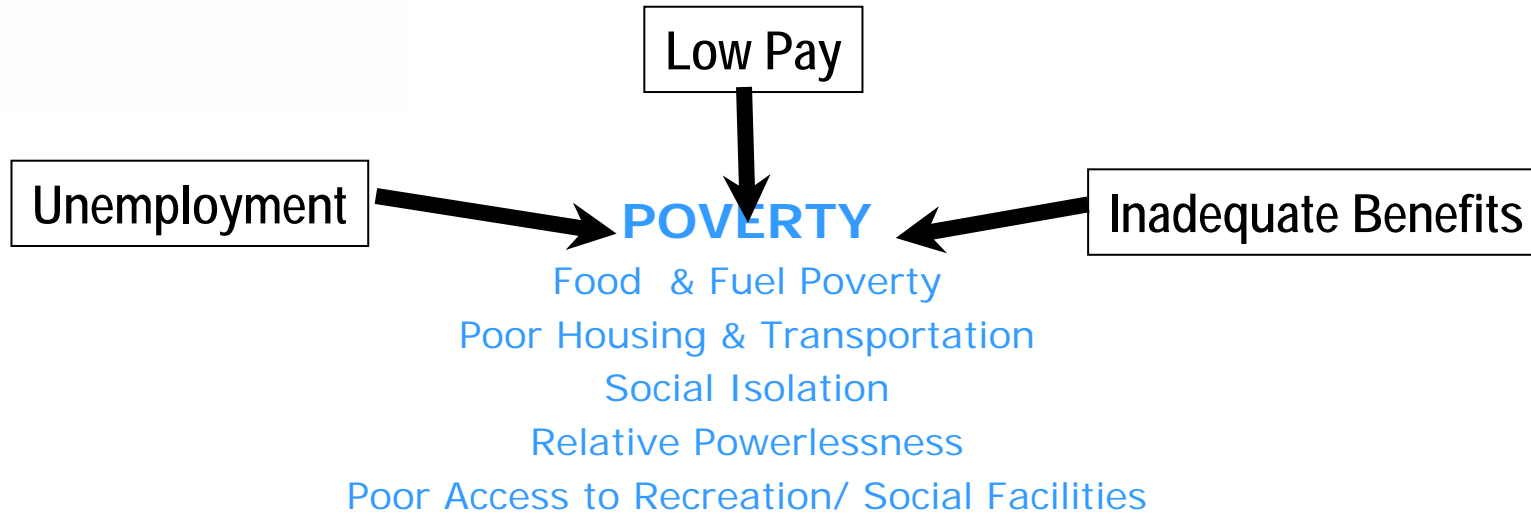 Low Pay
Unemployment
Inadequate Benefits
POVERTY
Food & Fuel Poverty
Poor Housing & Transportation
Social Isolation
Relative Powerlessness
Poor Access to Recreation/ Social Facilities